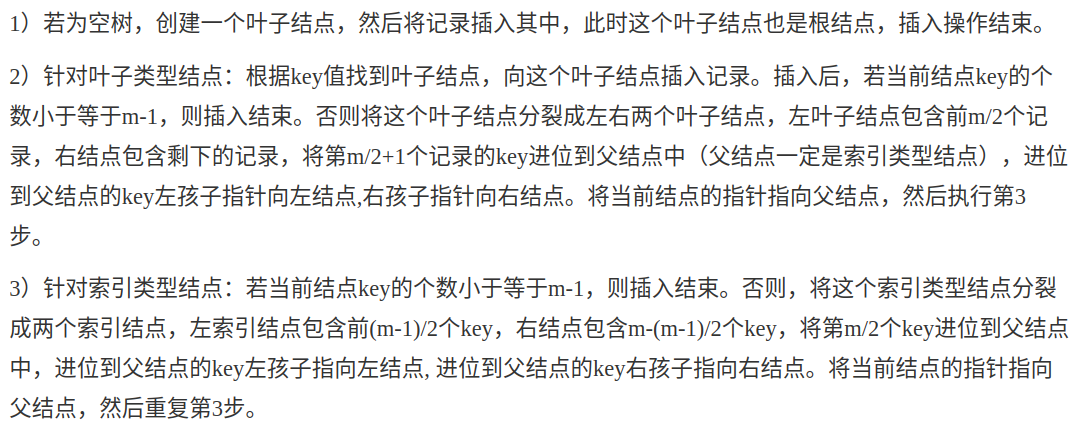 1）若为空树，创建一个叶子结点，然后将记录插入其中，此时这个叶子结点也是根结点，插入操作结束。
2）针对叶子类型结点：根据key值找到叶子结点，向这个叶子结点插入记录。插入后，若当前结点key的个
数小于等于m-1，则插入结束。否则将这个叶子结点分裂成左右两个叶子结点，左叶子结点包含前m/2个记
录，右结点包含剩下的记录，将第m/2+1个记录的key进位到父结点中（父结点一定是索引类型结点），进位
到父结点的key左孩子指针向左结点,右孩子指针向右结点。将当前结点的指针指向父结点，然后执行第3
步。
3）针对索引类型结点：若当前结点key的个数小于等于m-1，则插入结束。否则，将这个索引类型结点分裂
成两个索引结点，左索引结点包含前(m-1)/2个key，右结点包含m-(m-1)/2个key，将第m/2个key进位到父结点
中，进位到父结点的key左孩子指向左结点, 进位到父结点的key右孩子指向右结点。将当前结点的指针指向
父结点，然后重复第3步。